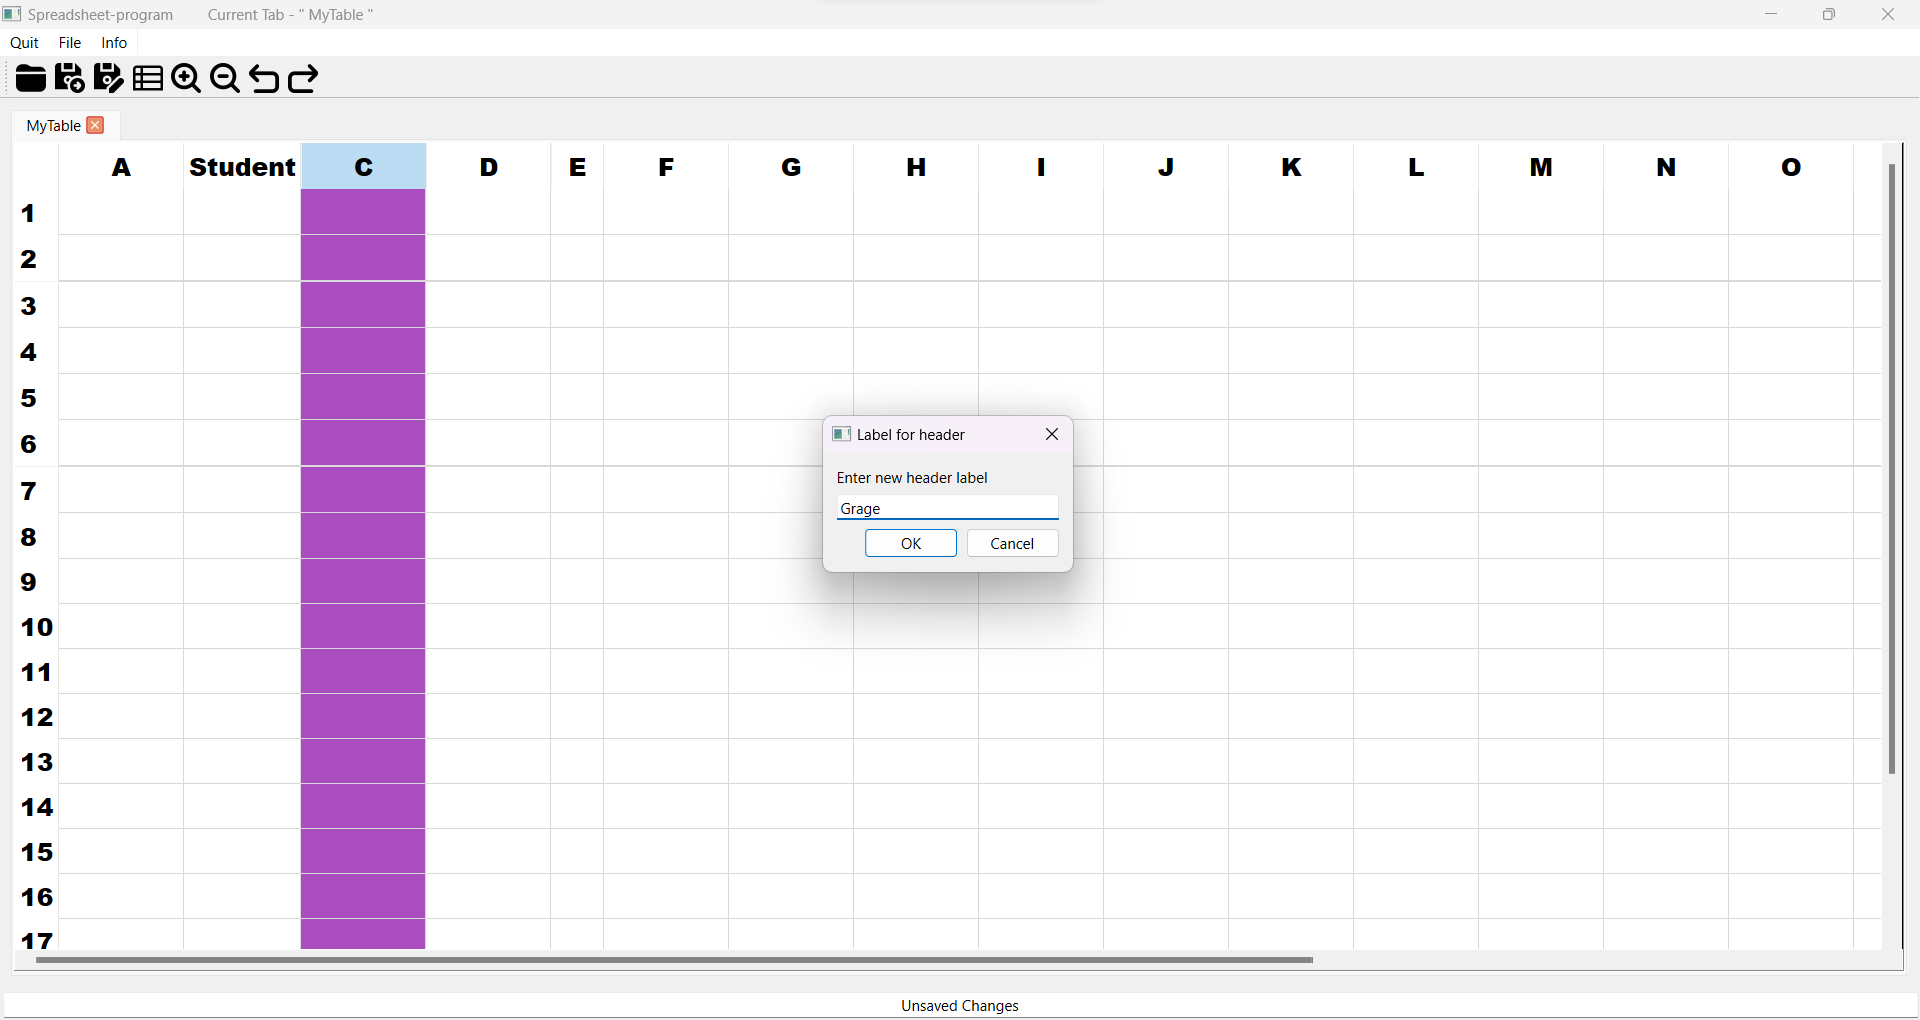 Spreadsheet-program Current Tab - " MyTable "
Quit File Info
MyTable
A Student C D E F G H I J K L M N O
1
2
3
4
5
6
7
8
9
10
11
12
13
14
15
16
17
Label for header
Enter new header label
Grage
OK Cancel
Unsaved Changes